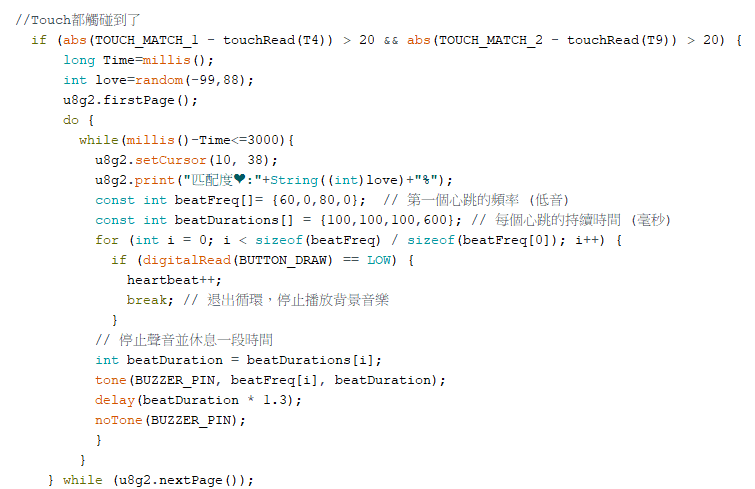 //Touch都觸碰到了
if (abs(TOUCH_MATCH_1 - touchRead(T4)) > 20 && abs(TOUCH_MATCH_2 - touchRead(T9)) > 20) {
long Time=millis();
int love=random(-99,88);
u8g2.firstPage();
do {
while(millis()-Time<=3000){
u8g2.setCursor(10, 38);
u8g2.print("匹配度❤:"+String((int)love)+"%");
const int beatFreq[]= {60,0,80,0};  // 第一個心跳的頻率 (低音)
const int beatDurations[] = {100,100,100,600}; // 每個心跳的持續時間 (毫秒)
for (int i = 0; i < sizeof(beatFreq) / sizeof(beatFreq[0]); i++) {
if (digitalRead(BUTTON_DRAW) == LOW) {
heartbeat++;
break; // 退出循環，停止播放背景音樂
}
// 停止聲音並休息一段時間
int beatDuration = beatDurations[i];
tone(BUZZER_PIN, beatFreq[i], beatDuration);
delay(beatDuration * 1.3);
noTone(BUZZER_PIN);
}
}
} while (u8g2.nextPage());